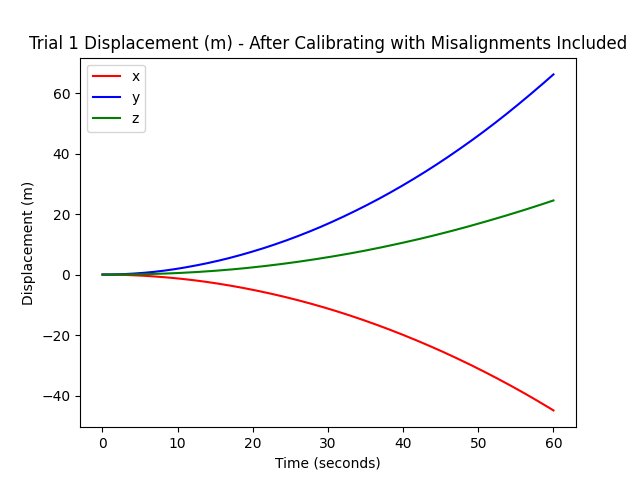 Trial 1 Displacement (m) - After Calibrating with Misalignments Included
x
y
z
60
40
20
0
−20
−40
Displacement (m)
0 10 20 30 40 50 60
Time (seconds)